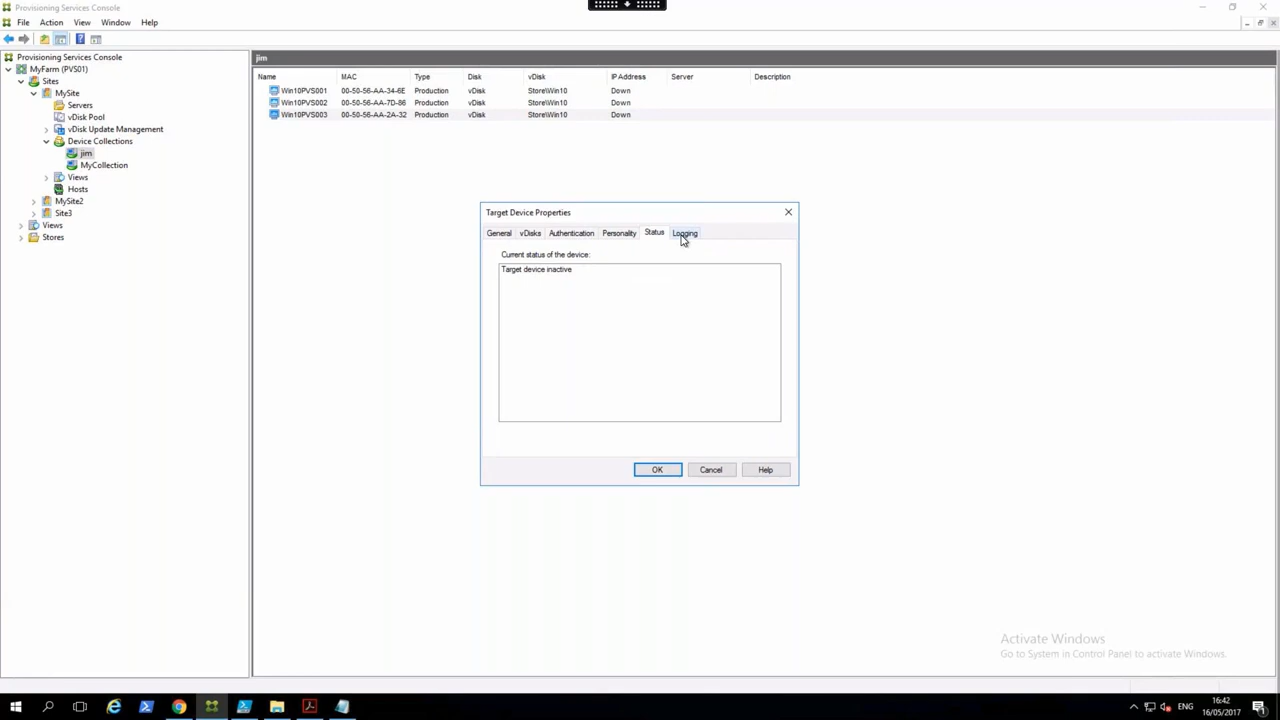 Provisioning Services Console
File Action View Window Help
Provisioning Services Console
MyFarm (PVS01)
Sites
MySite
Servers
vDisk Pool
vDisk Update Management
Device Collections
jim
MyCollection
Views
Hosts
MySite2
Site3
Views
Stores
jim
Name MAC Type Disk vDisk IP Address Server Description
Win10PVS001 00-50-56-AA-34-6E Production vDisk Store\Win10 Down
Win10PVS002 00-50-56-AA-7D-86 Production vDisk Store\Win10 Down
Win10PVS003 00-50-56-AA-2A-32 Production vDisk Store\Win10 Down
Target Device Properties
General vDisks Authentication Personality Status Logging
Current status of the device:
Target device inactive
OK Cancel Help
Activate Windows
Go to System in Control Panel to activate Windows.
ENG
16:42
16/05/2017
1